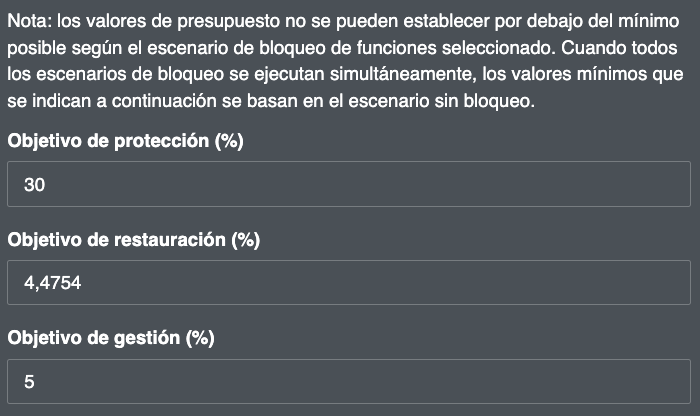 Nota: los valores de presupuesto no se pueden establecer por debajo del mínimo
posible según el escenario de bloqueo de funciones seleccionado. Cuando todos
los escenarios de bloqueo se ejecutan simultáneamente, los valores mínimos que
se indican a continuación se basan en el escenario sin bloqueo.
Objetivo de protección (%)
30
Objetivo de restauración (%)
4,4754
Objetivo de gestión (%)
5